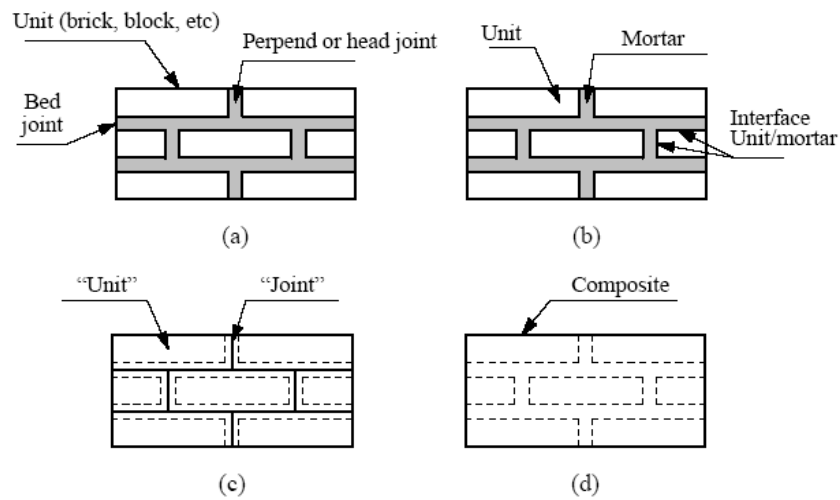 Unit (brick, block, etc)
Perpend or head joint
Bed
joint
(a)
Unit
Mortar
Interface
Unit/mortar
(b)
“Unit”
“Joint”
(c)
Composite
(d)